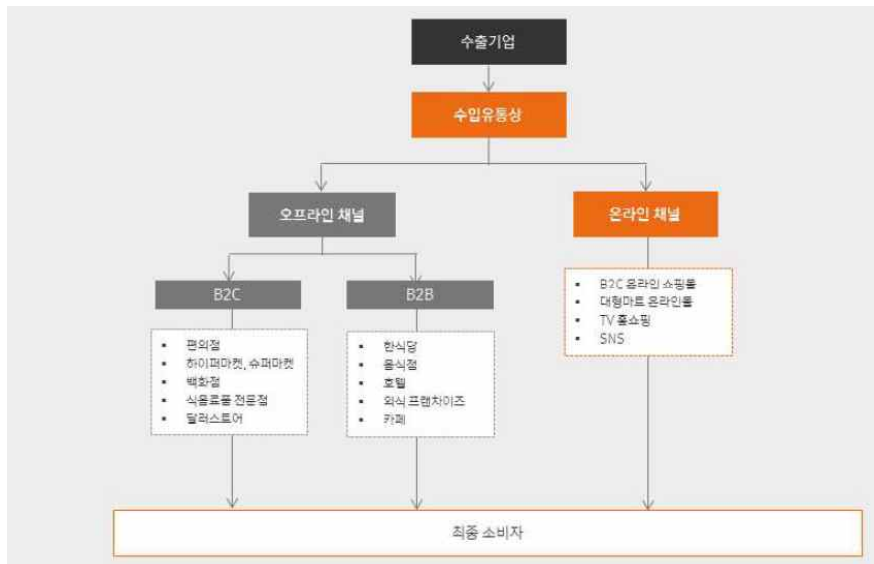 수출기업
수입유통상
오프라인 채널
온라인 채널
B2C
B2B
▪ 편의점
▪ 하이퍼마켓, 슈퍼마켓
▪ 백화점
▪ 식음료품 전문점
▪ 달러스토어
▪ 한식당
▪ 음식점
▪ 호텔
▪ 외식 프랜차이즈
▪ 카페
▪ B2C 온라인 쇼핑몰
▪ 대형마트 온라인몰
▪ TV 홈쇼핑
▪ SNS
최종 소비자